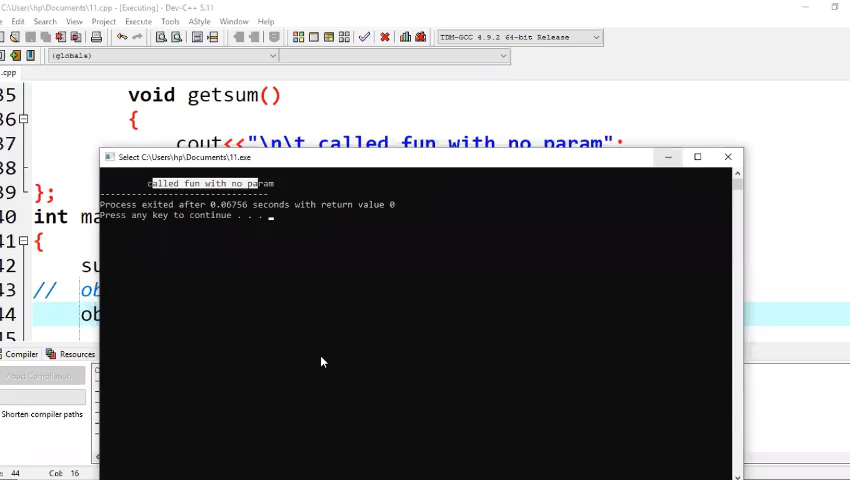 C:\Users\hp\Documents\11.cpp - [Executing] - Dev-C++ 5.11
Edit Search View Project Execute Tools AStyle Window Help
TDM-GCC 4.9.2 64-bit Release
(globals)
.cpp
35 void getsum()
36 {
37 cout<<"\n\t called fun with no param";
38
Select C:\Users\hp\Documents\11.exe
called fun with no param
--------------------------------
Process exited after 0.06756 seconds with return value 0
Press any key to continue . . .
39 };
40 int ma
41 {
42 su
43 // ob
44 ob
45
Compiler Resources
Abort Compilation
Shorten compiler paths
44 Col: 16